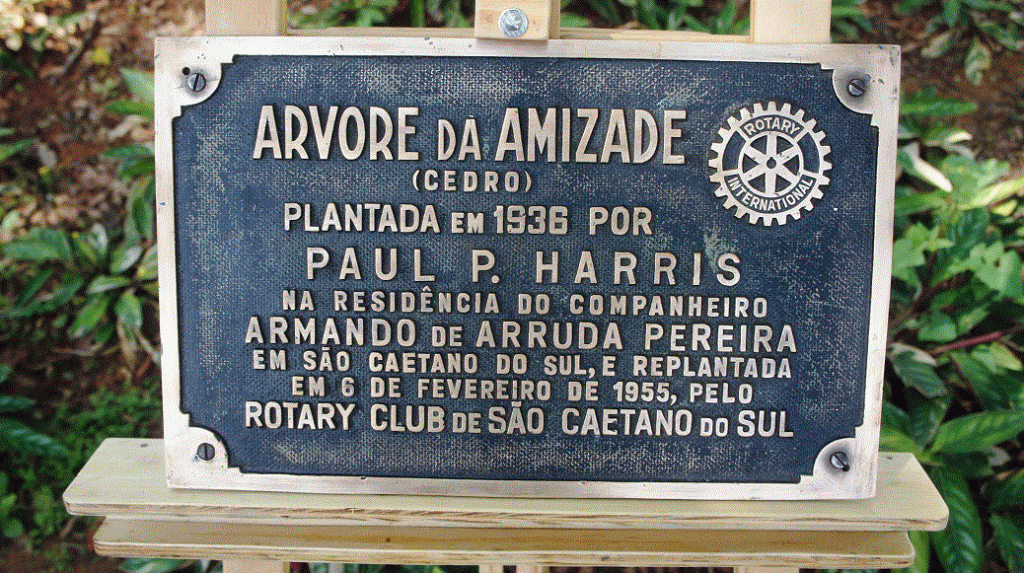 ARVORE DA AMIZADE
(CEDRO)
ROTARY
INTERNATIONAL
PLANTADA EM 1936 POR
PAUL P. HARRIS
NA RESIDÊNCIA DO COMPANHEIRO
ARMANDO DE ARRUDA PEREIRA
EM SÃO CAETANO DO SUL, E REPLANTADA
EM 6 DE FEVEREIRO DE 1955, PELO
ROTARY CLUB DE SÃO CAETANO DO SUL